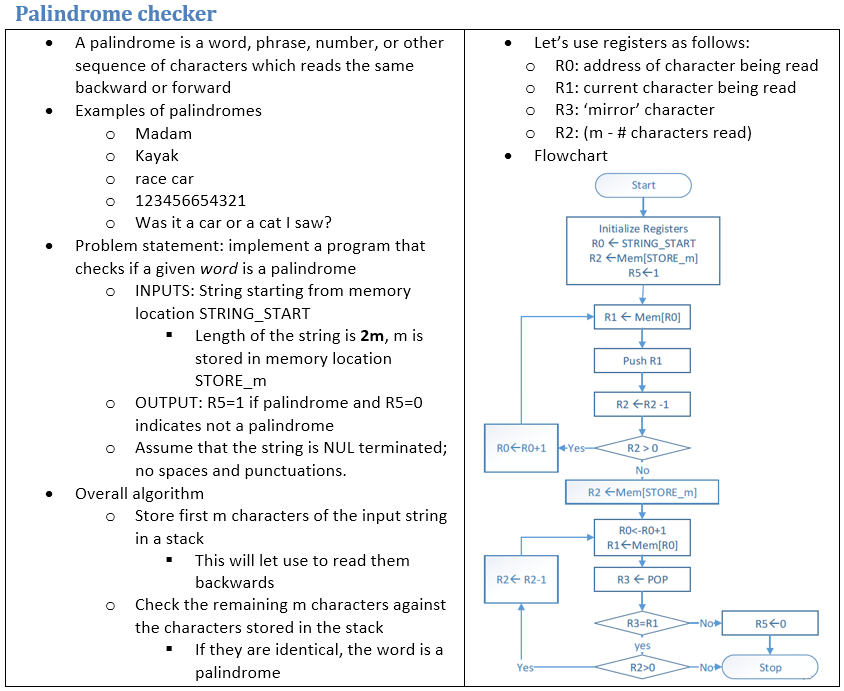 Palindrome checker
• A palindrome is a word, phrase, number, or other
sequence of characters which reads the same
backward or forward
• Examples of palindromes
o Madam
o Kayak
o race car
o 123456654321
o Was it a car or a cat I saw?
• Problem statement: implement a program that
checks if a given word is a palindrome
o INPUTS: String starting from memory
location STRING_START
▪ Length of the string is 2m, m is
stored in memory location
STORE_m
o OUTPUT: R5=1 if palindrome and R5=0
indicates not a palindrome
o Assume that the string is NUL terminated;
no spaces and punctuations.
• Overall algorithm
o Store first m characters of the input string
in a stack
▪ This will let use to read them
backwards
o Check the remaining m characters against
the characters stored in the stack
▪ If they are identical, the word is a
palindrome
• Let’s use registers as follows:
o R0: address of character being read
o R1: current character being read
o R3: ‘mirror’ character
o R2: (m - # characters read)
• Flowchart
Start
Initialize Registers
R0 ← STRING_START
R2 ←Mem[STORE_m]
R5←1
R1 ← Mem[R0]
Push R1
R2 ←R2 -1
R0←R0+1
Yes
R2 > 0
No
R2 ←Mem[STORE_m]
R0<-R0+1
R1←Mem[R0]
R2← R2-1
R3 ← POP
R3=R1
No
R5←0
yes
Yes
R2>0
No
Stop